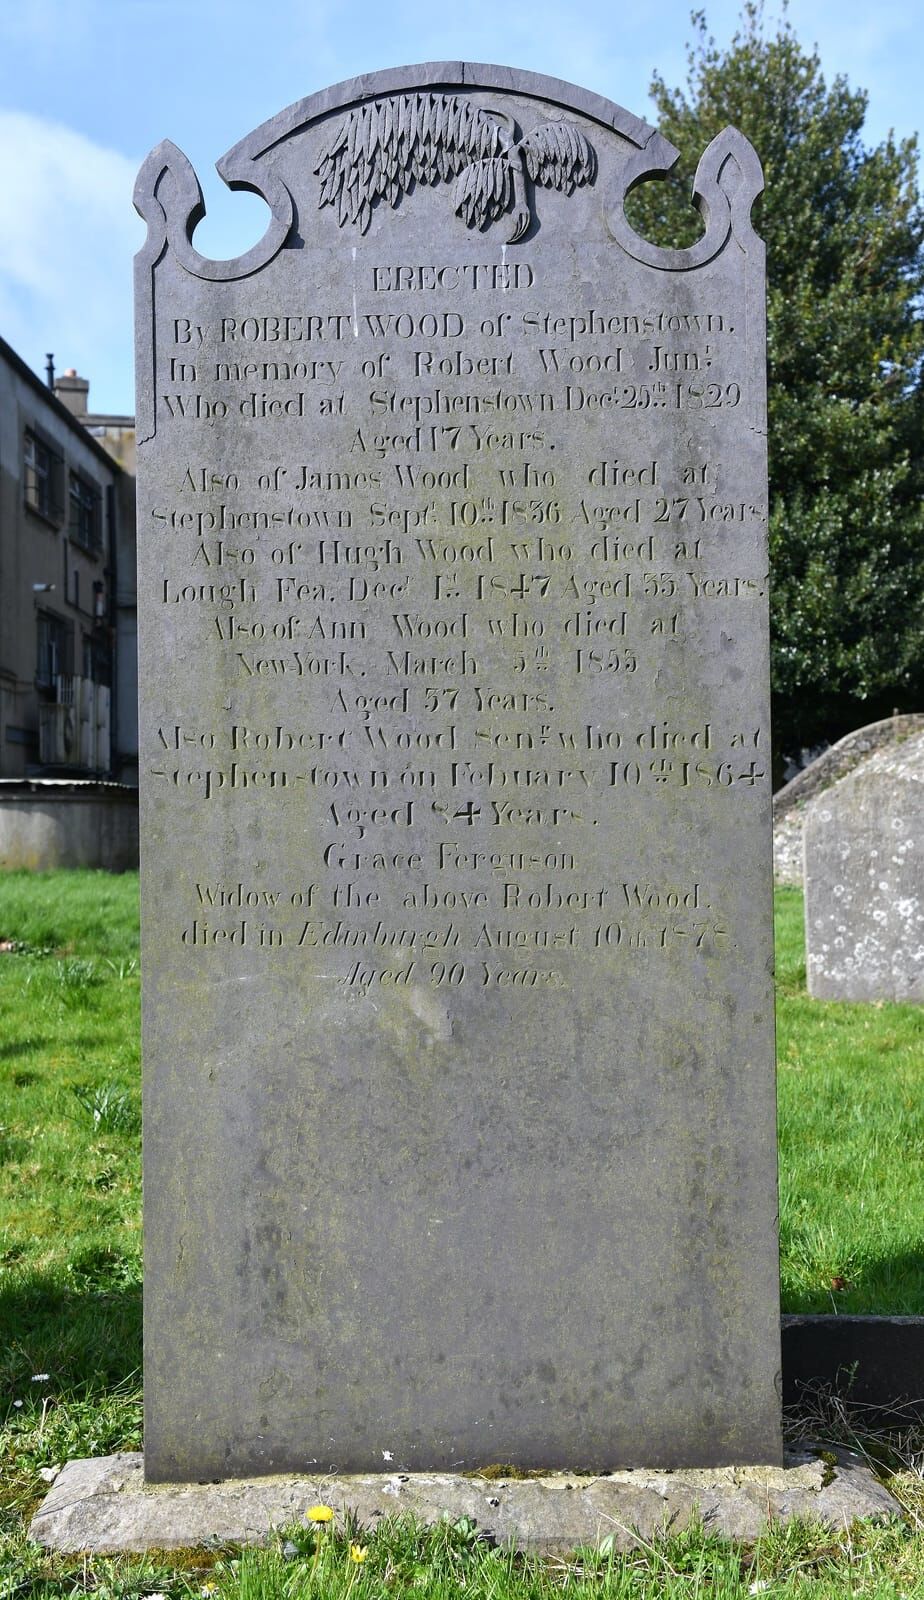 ERECTED
By ROBERT WOOD of Stephenstown.
In memory of Robert Wood Junr.
Who died at Stephenstown Decr. 25th 1829
Aged 17 Years.
Also of James Wood who died at
Stephenstown Septr. 10th 1836 Aged 27 Years.
Also of Hugh Wood who died at
Lough Fea. Decr. 1st 1847 Aged 33 Years.
Also of Ann Wood who died at
New-York. March 5th 1853
Aged 37 Years.
Also Robert Wood Senr. who died at
Stephenstown on Febuary 10th 1864
Aged 84 Years.
Grace Ferguson
Widow of the above Robert Wood.
died in Edinburgh August 10th 1878.
Aged 90 Years.